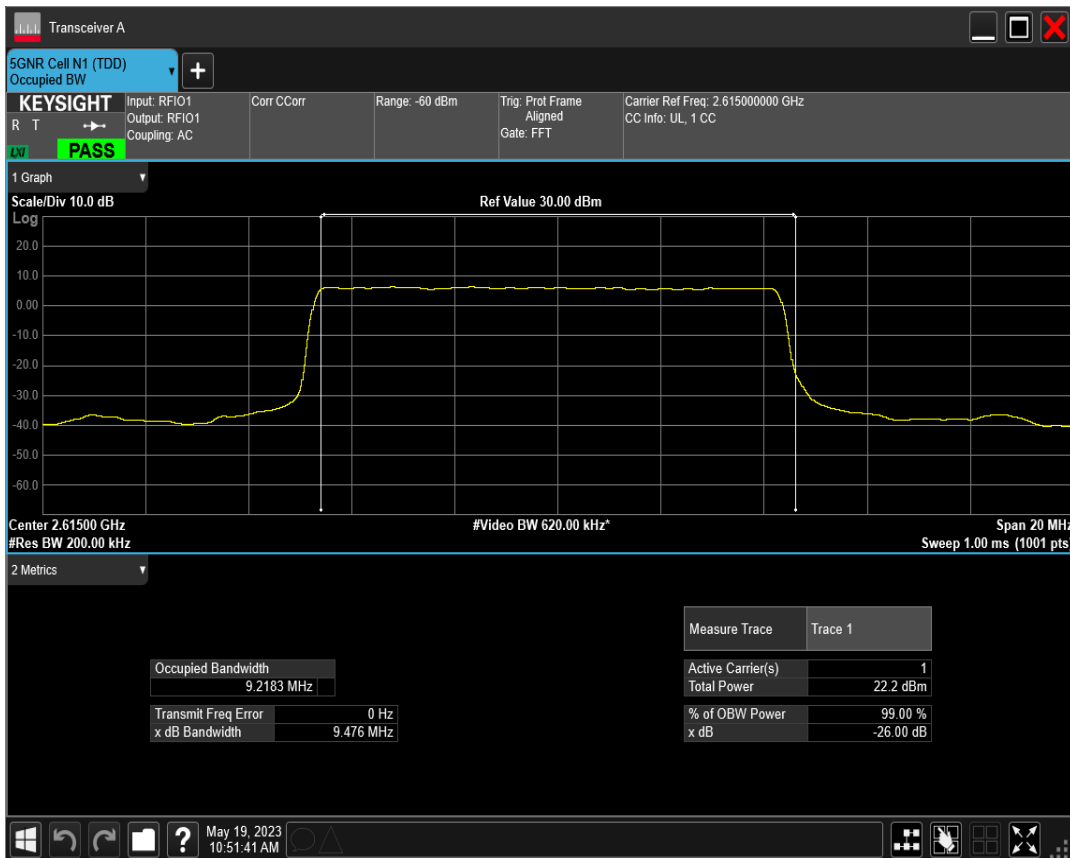 Transceiver A
5GNR Cell N1 (TDD)
Occupied BW
+
KEYSIGHT
R T
LXI
PASS
Input: RFIO1
Output: RFIO1
Coupling: AC
Corr CCorr
Range: -60 dBm
Trig: Prot Frame
Aligned
Gate: FFT
Carrier Ref Freq: 2.615000000 GHz
CC Info: UL, 1 CC
1 Graph
Scale/Div 10.0 dB
Ref Value 30.00 dBm
Log
20.0
10.0
0.00
-10.0
-20.0
-30.0
-40.0
-50.0
-60.0
Center 2.61500 GHz
#Video BW 620.00 kHz*
Span 20 MHz
#Res BW 200.00 kHz
Sweep 1.00 ms (1001 pts)
2 Metrics
Measure Trace Trace 1
Occupied Bandwidth
9.2183 MHz
Active Carrier(s) 1
Total Power 22.2 dBm
Transmit Freq Error 0 Hz
x dB Bandwidth 9.476 MHz
% of OBW Power 99.00 %
x dB -26.00 dB
?
May 19, 2023
10:51:41 AM